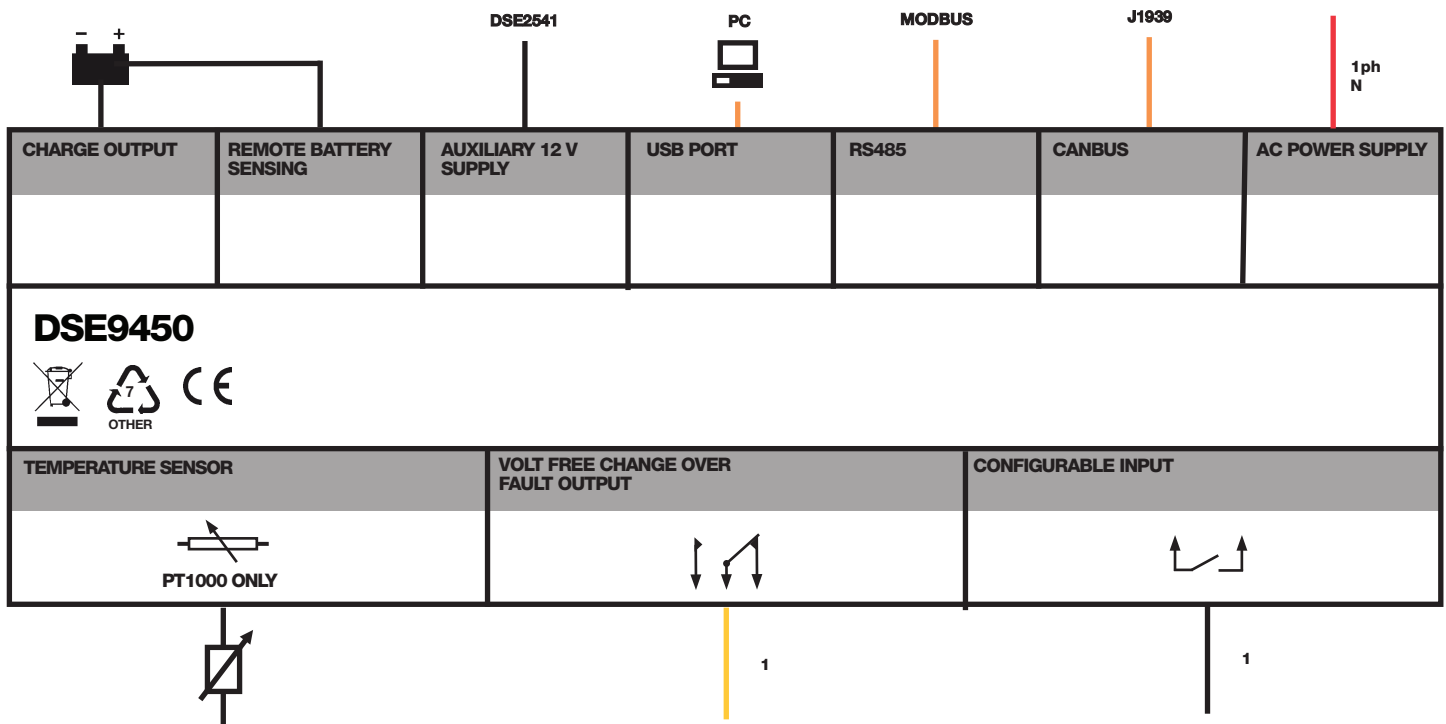 DSE2541
PC
MODBUS
J1939
– +
1ph
N
CHARGE OUTPUT
REMOTE BATTERY
SENSING
AUXILIARY 12 V
SUPPLY
USB PORT
RS485
CANBUS
AC POWER SUPPLY
DSE9450
7
OTHER
CE
TEMPERATURE SENSOR
VOLT FREE CHANGE OVER
FAULT OUTPUT
CONFIGURABLE INPUT
PT1000 ONLY
1
1